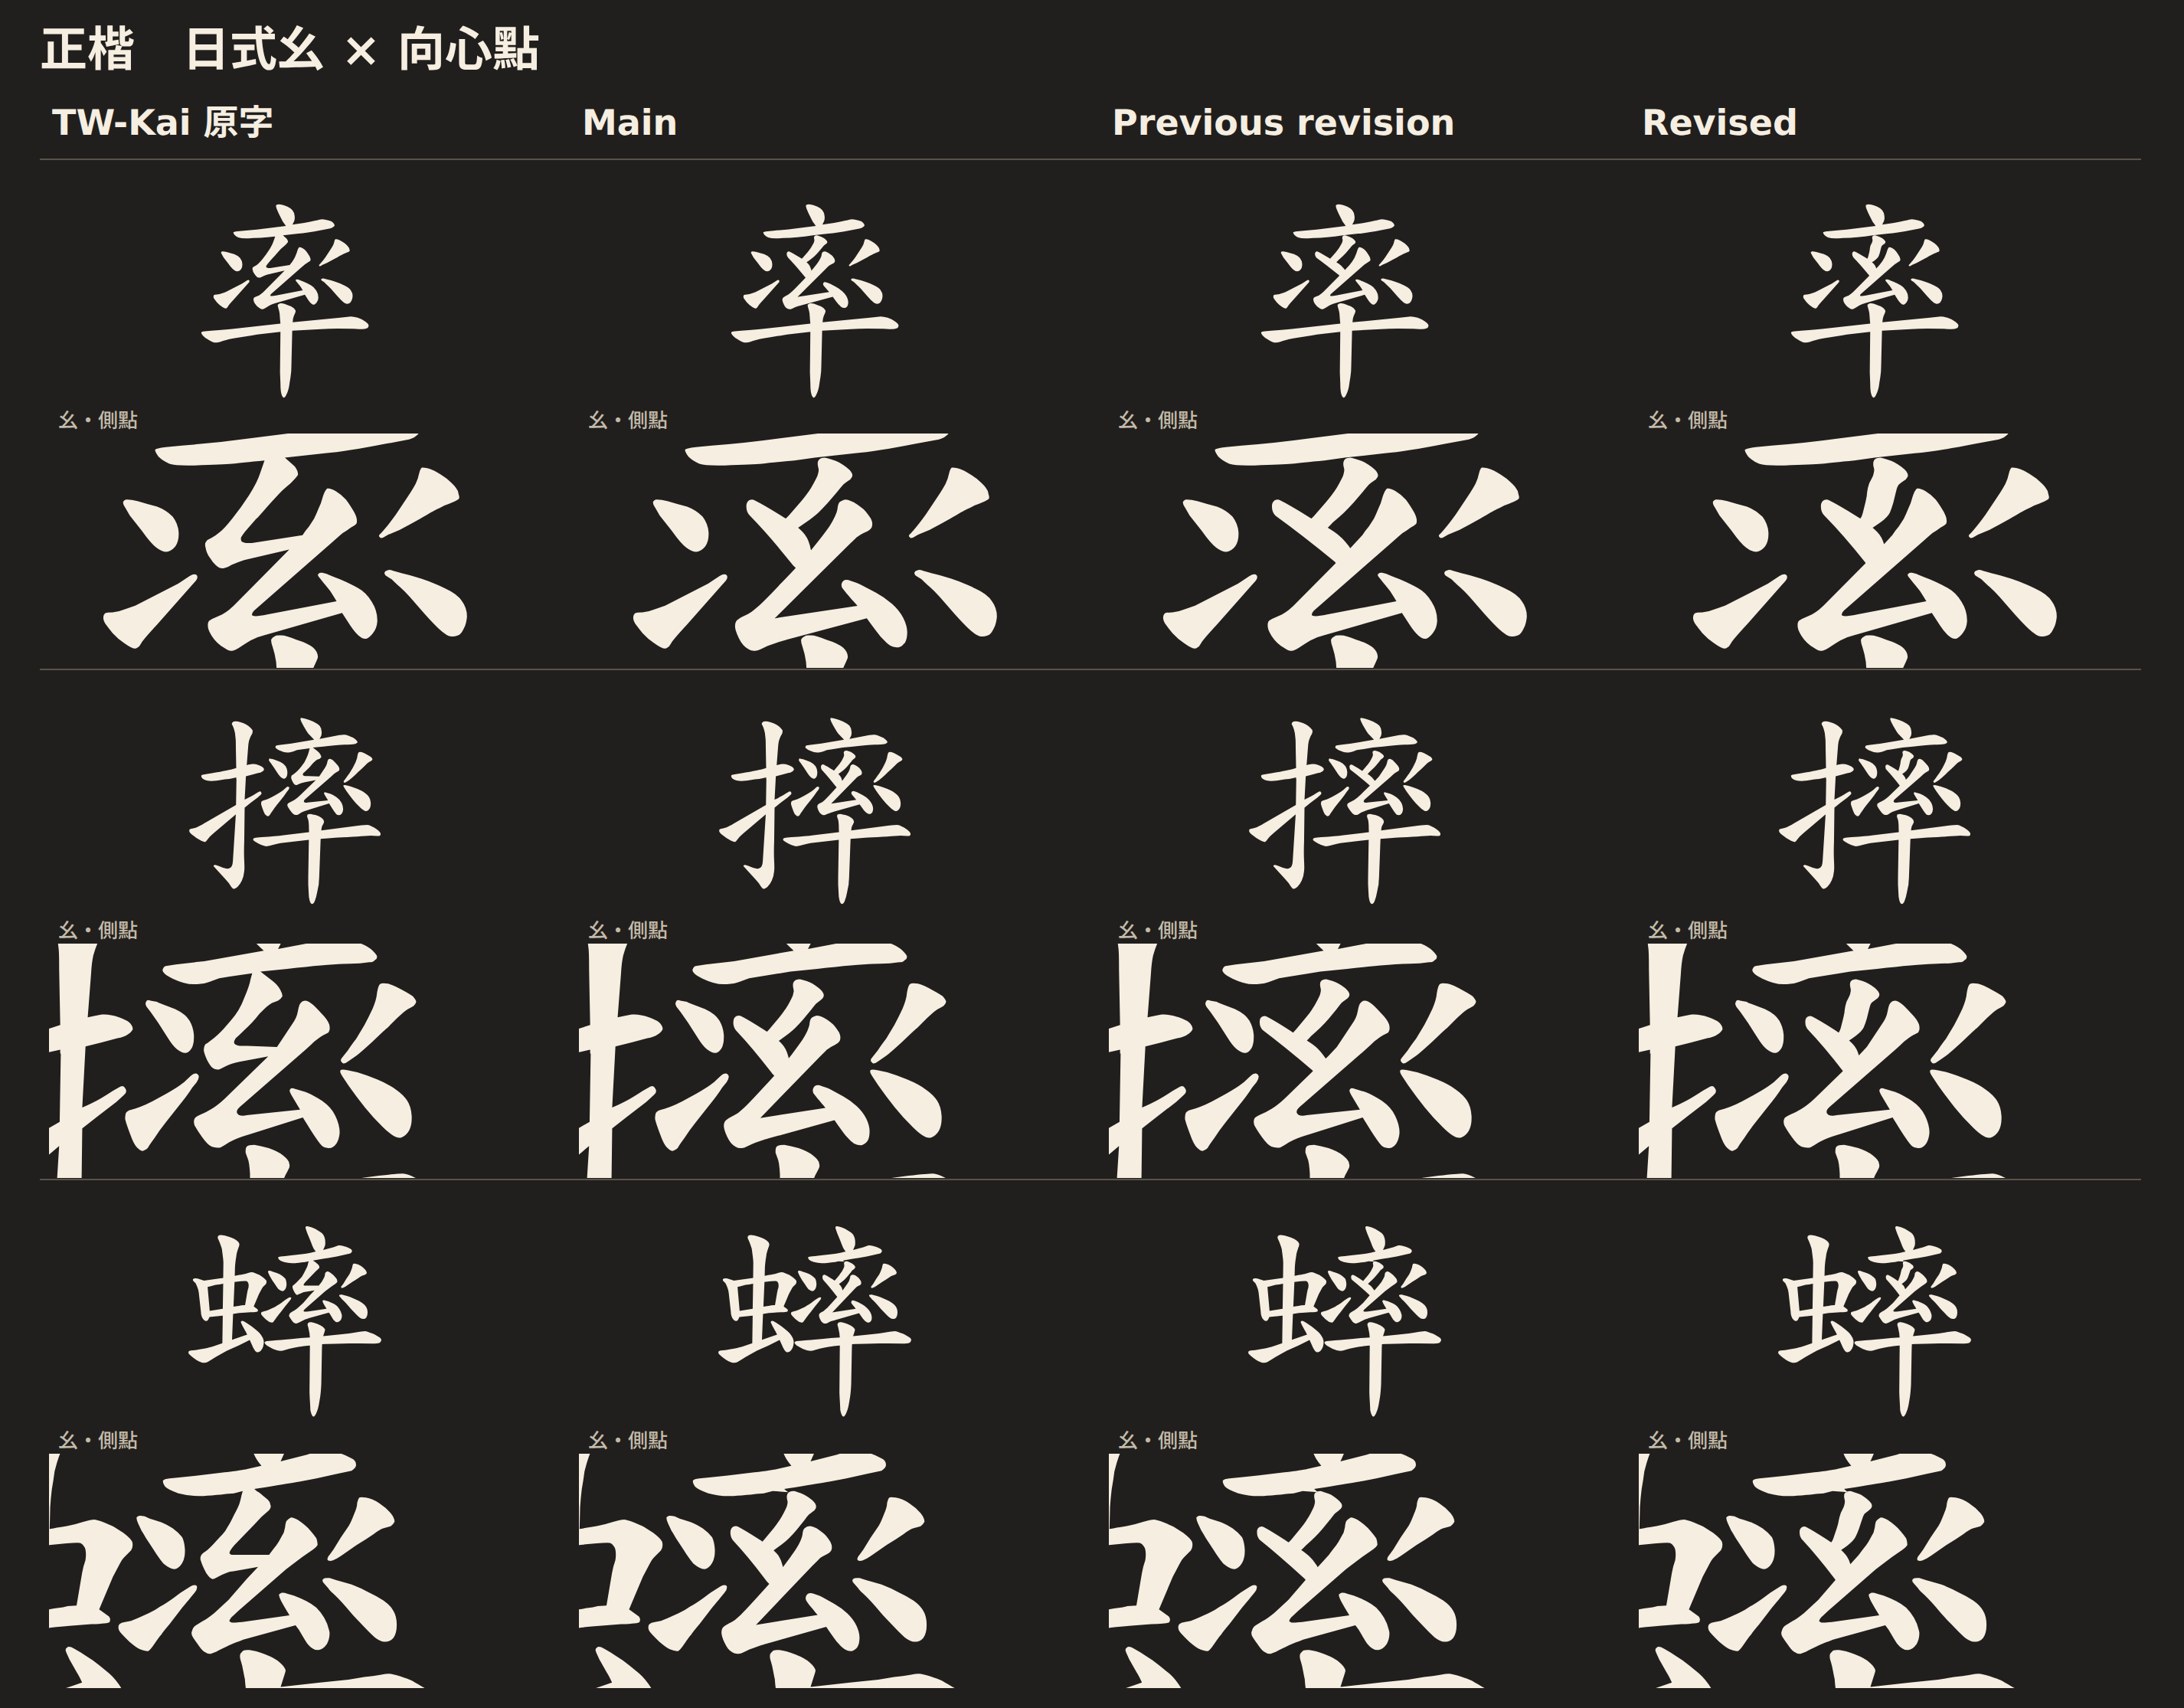 正楷　日式幺 × 向心點
TW-Kai 原字 Main Previous revision Revised
率 率 率 率
幺・側點 幺・側點 幺・側點 幺・側點
摔 摔 摔 摔
幺・側點 幺・側點 幺・側點 幺・側點
蟀 蟀 蟀 蟀
幺・側點 幺・側點 幺・側點 幺・側點